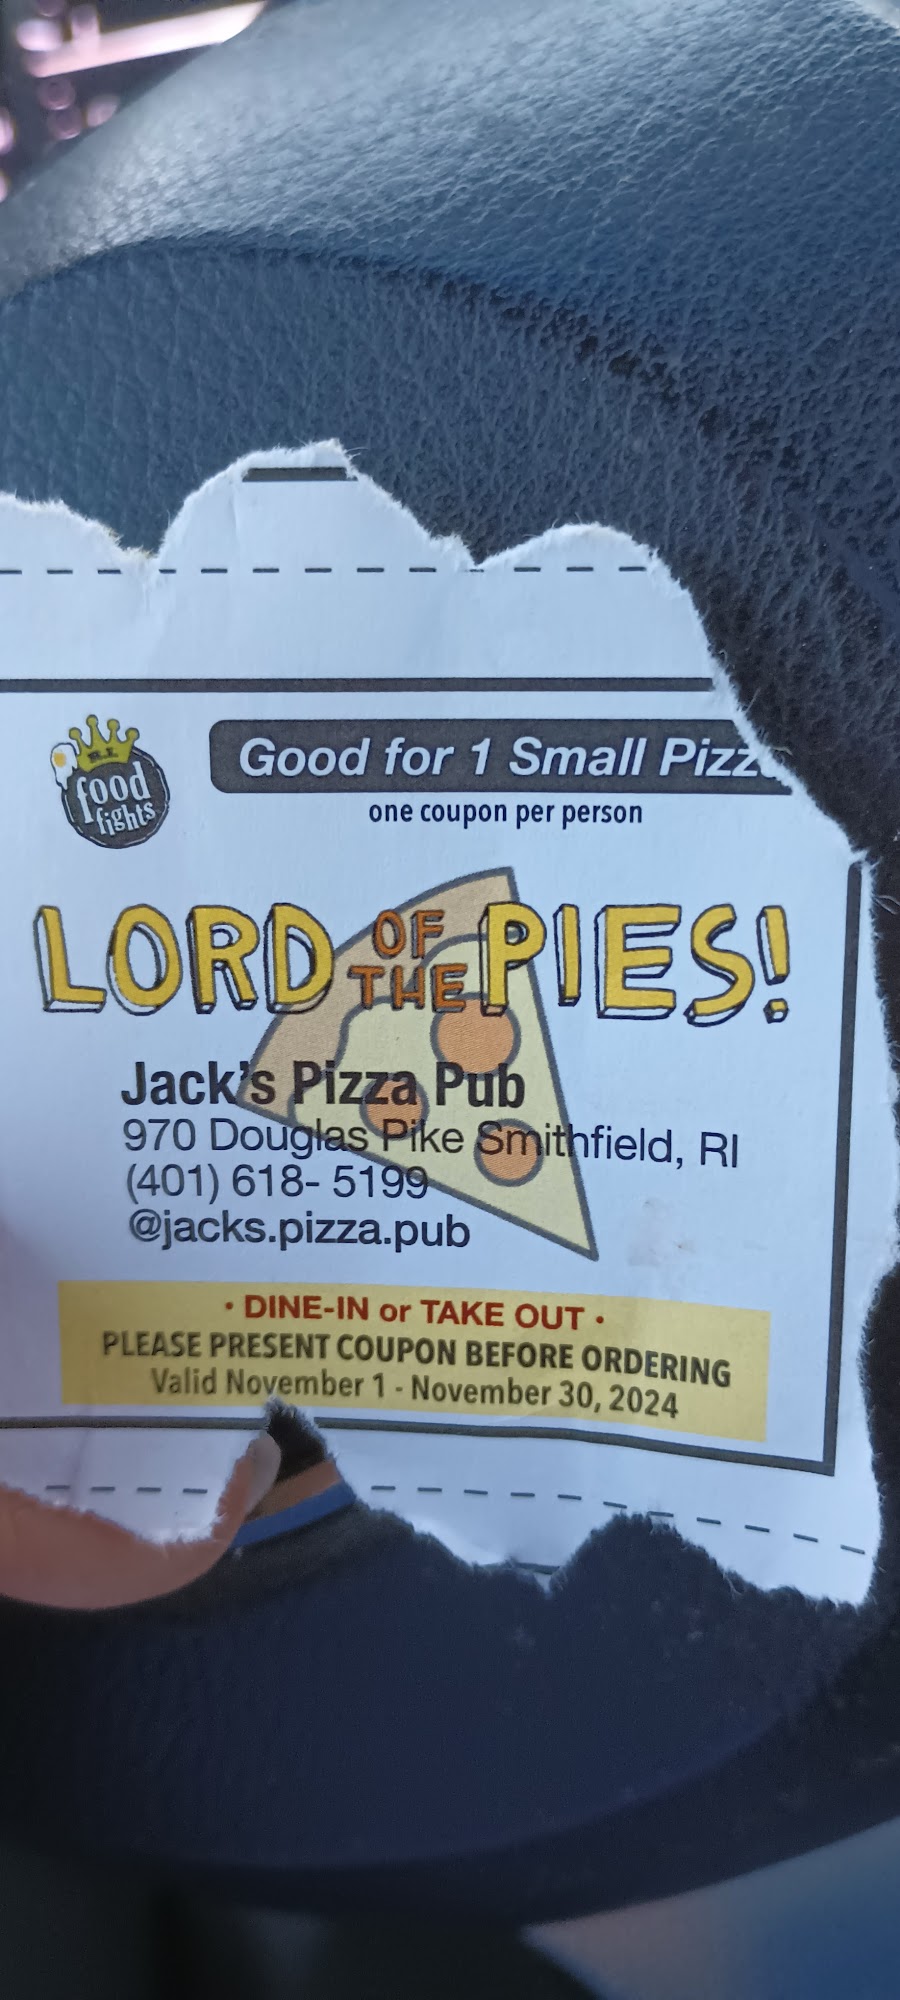 R.I.
food
fights
Good for 1 Small Pizz
one coupon per person
LORD OF THE PIES!
Jack's Pizza Pub
970 Douglas Pike Smithfield, RI
(401) 618- 5199
@jacks.pizza.pub
• DINE-IN or TAKE OUT •
PLEASE PRESENT COUPON BEFORE ORDERING
Valid November 1 - November 30, 2024